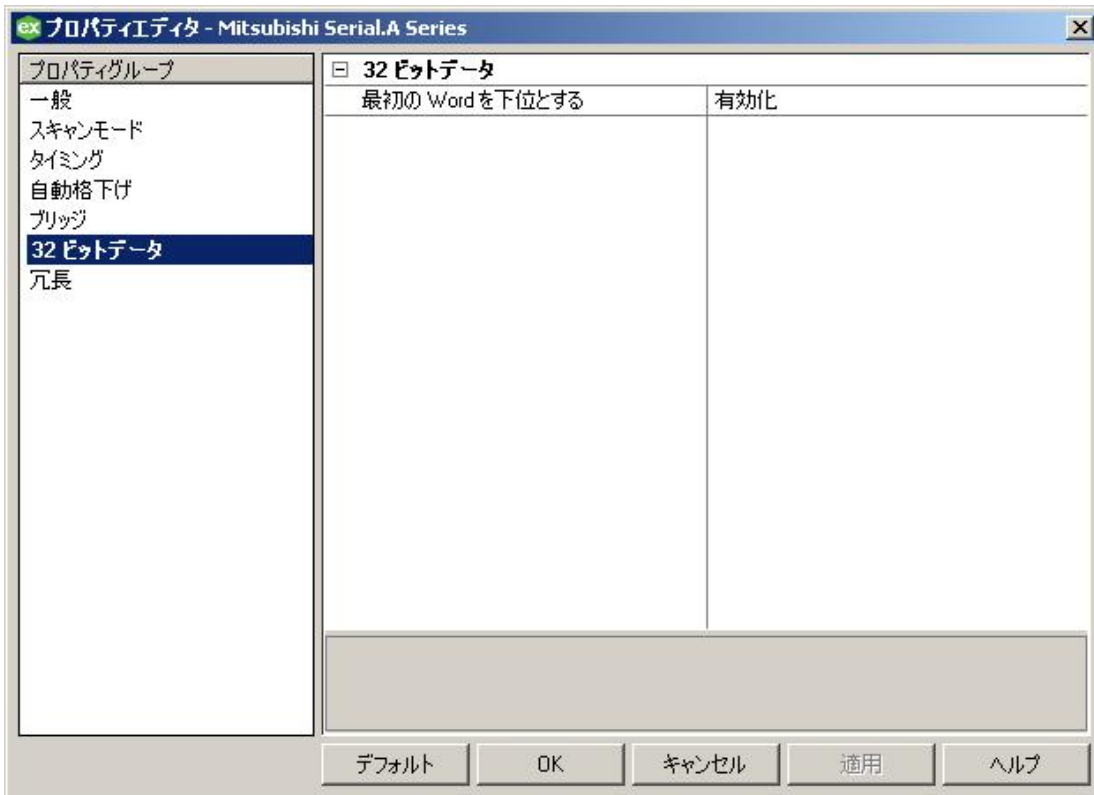 ex プロパティエディタ - Mitsubishi Serial.A Series
プロパティグループ
一般
スキャンモード
タイミング
自動格下げ
ブリッジ
32 ビットデータ
冗長
32 ビットデータ
最初の Word を下位とする 有効化
デフォルト OK キャンセル 適用 ヘルプ